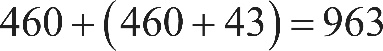 460 + (460 + 43) = 963